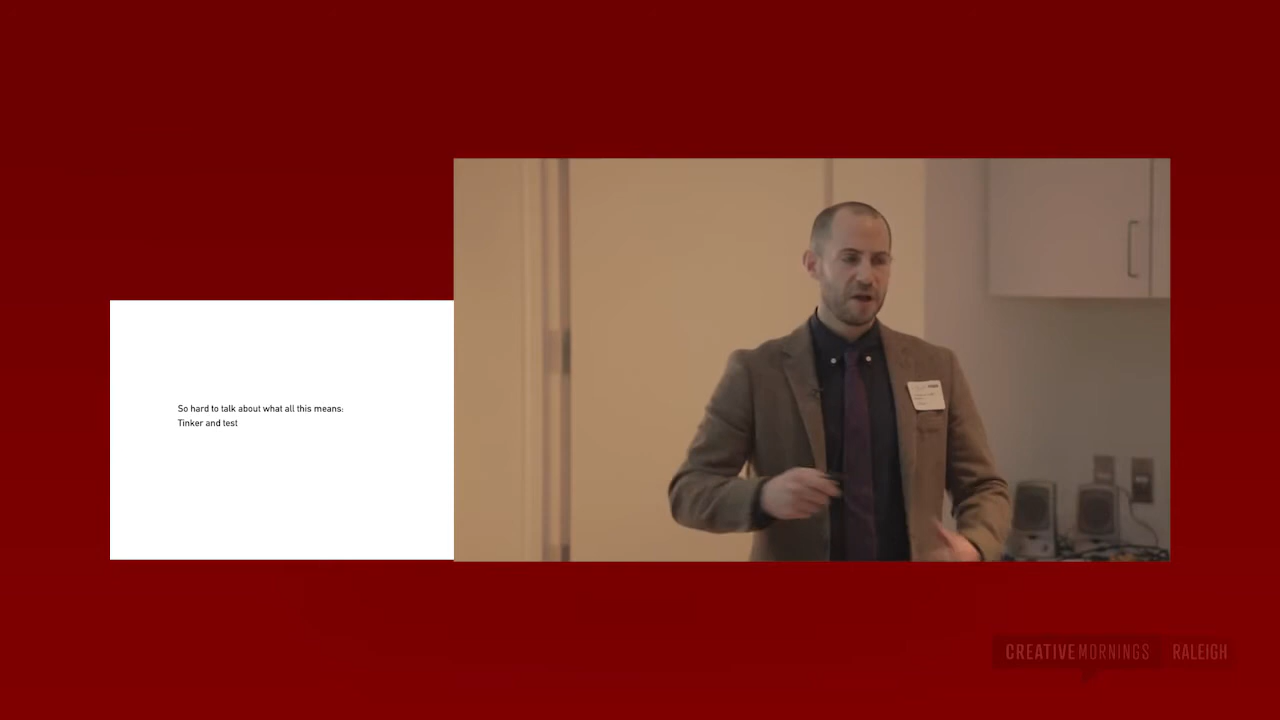 So hard to talk about what all this means:
Tinker and test
CREATIVEMORNINGS RALEIGH